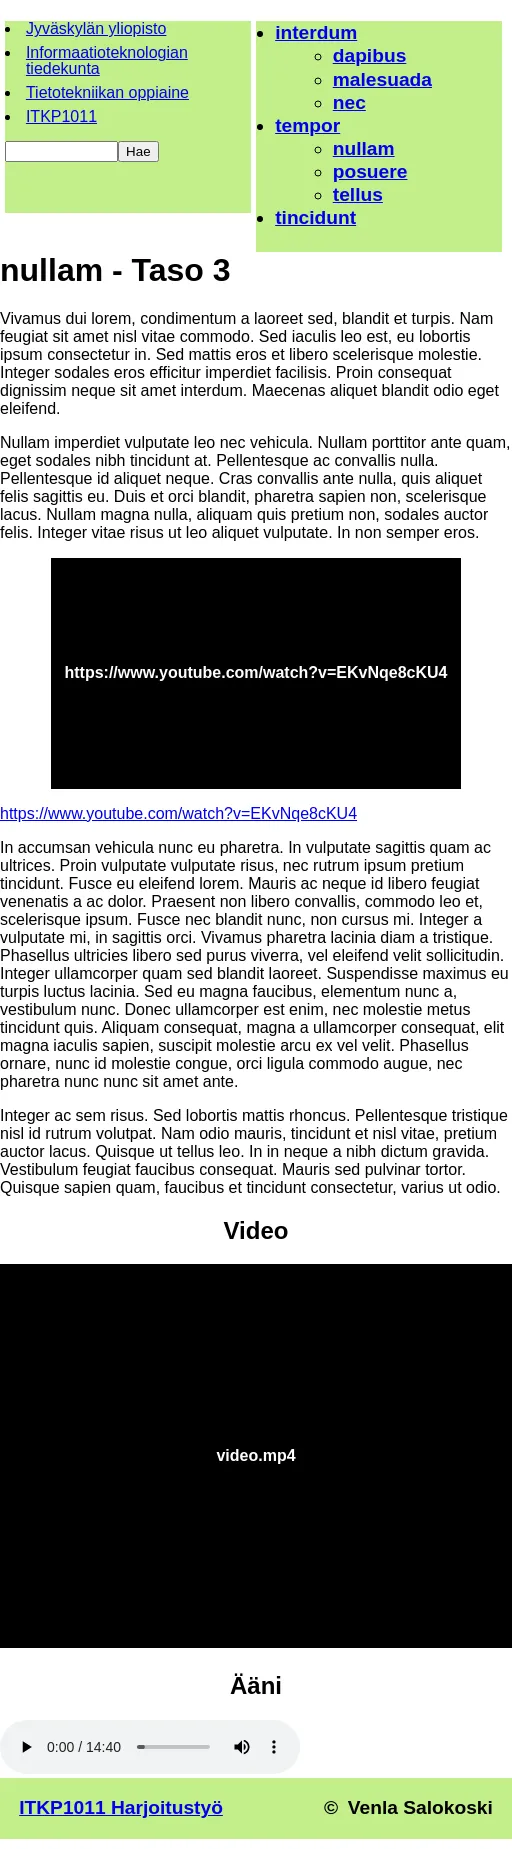 Jyväskylän yliopisto
Informaatioteknologian
tiedekunta
Tietotekniikan oppiaine
ITKP1011
Hae
interdum
dapibus
malesuada
nec
tempor
nullam
posuere
tellus
tincidunt
nullam - Taso 3
Vivamus dui lorem, condimentum a laoreet sed, blandit et turpis. Nam
feugiat sit amet nisl vitae commodo. Sed iaculis leo est, eu lobortis
ipsum consectetur in. Sed mattis eros et libero scelerisque molestie.
Integer sodales eros efficitur imperdiet facilisis. Proin consequat
dignissim neque sit amet interdum. Maecenas aliquet blandit odio eget
eleifend.
Nullam imperdiet vulputate leo nec vehicula. Nullam porttitor ante quam,
eget sodales nibh tincidunt at. Pellentesque ac convallis nulla.
Pellentesque id aliquet neque. Cras convallis ante nulla, quis aliquet
felis sagittis eu. Duis et orci blandit, pharetra sapien non, scelerisque
lacus. Nullam magna nulla, aliquam quis pretium non, sodales auctor
felis. Integer vitae risus ut leo aliquet vulputate. In non semper eros.
https://www.youtube.com/watch?v=EKvNqe8cKU4
https://www.youtube.com/watch?v=EKvNqe8cKU4
In accumsan vehicula nunc eu pharetra. In vulputate sagittis quam ac
ultrices. Proin vulputate vulputate risus, nec rutrum ipsum pretium
tincidunt. Fusce eu eleifend lorem. Mauris ac neque id libero feugiat
venenatis a ac dolor. Praesent non libero convallis, commodo leo et,
scelerisque ipsum. Fusce nec blandit nunc, non cursus mi. Integer a
vulputate mi, in sagittis orci. Vivamus pharetra lacinia diam a tristique.
Phasellus ultricies libero sed purus viverra, vel eleifend velit sollicitudin.
Integer ullamcorper quam sed blandit laoreet. Suspendisse maximus eu
turpis luctus lacinia. Sed eu magna faucibus, elementum nunc a,
vestibulum nunc. Donec ullamcorper est enim, nec molestie metus
tincidunt quis. Aliquam consequat, magna a ullamcorper consequat, elit
magna iaculis sapien, suscipit molestie arcu ex vel velit. Phasellus
ornare, nunc id molestie congue, orci ligula commodo augue, nec
pharetra nunc nunc sit amet ante.
Integer ac sem risus. Sed lobortis mattis rhoncus. Pellentesque tristique
nisl id rutrum volutpat. Nam odio mauris, tincidunt et nisl vitae, pretium
auctor lacus. Quisque ut tellus leo. In in neque a nibh dictum gravida.
Vestibulum feugiat faucibus consequat. Mauris sed pulvinar tortor.
Quisque sapien quam, faucibus et tincidunt consectetur, varius ut odio.
Video
video.mp4
Ääni
0:00 / 14:40
ITKP1011 Harjoitustyö © Venla Salokoski